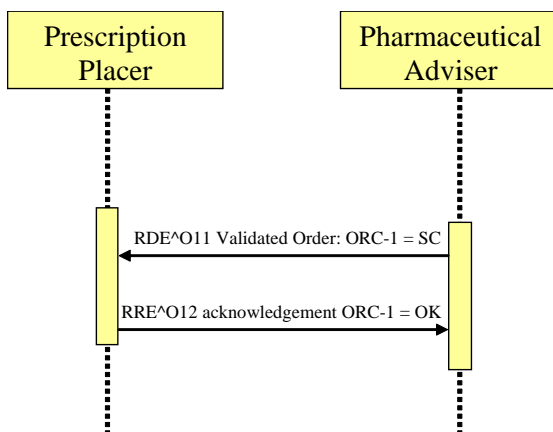 Prescription
Placer
Pharmaceutical
Adviser
RDE^O11 Validated Order: ORC-1 = SC
RRE^O12 acknowledgement ORC-1 = OK